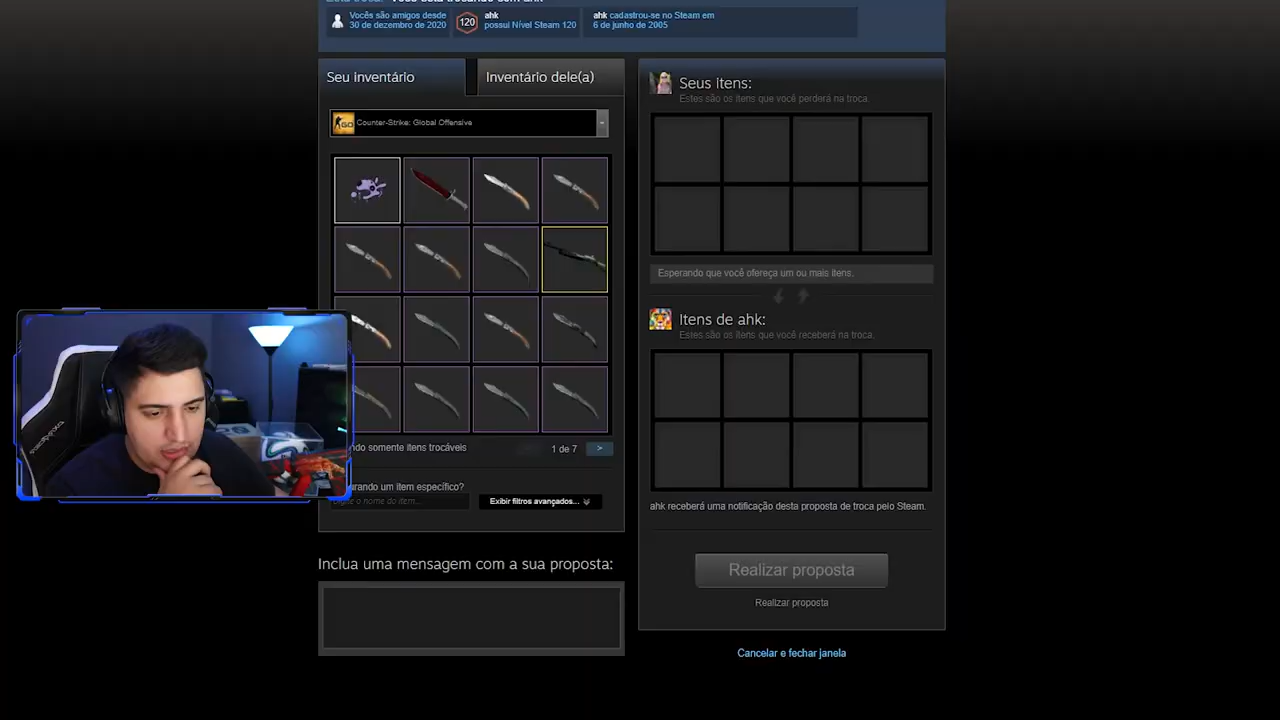 Vocês são amigos desde
30 de dezembro de 2020
120
ahk
possui Nível Steam 120
ahk cadastrou-se no Steam em
6 de junho de 2005
Seu inventário
Inventário dele(a)
Counter-Strike: Global Offensive
ndo somente itens trocáveis
1 de 7
>
urando um item específico?
Digite o nome do item...
Exibir filtros avançados...
Inclua uma mensagem com a sua proposta:
Seus itens:
Estes são os itens que você perderá na troca.
Esperando que você ofereça um ou mais itens.
Itens de ahk:
Estes são os itens que você receberá na troca.
ahk receberá uma notificação desta proposta de troca pelo Steam.
Realizar proposta
Realizar proposta
Cancelar e fechar janela